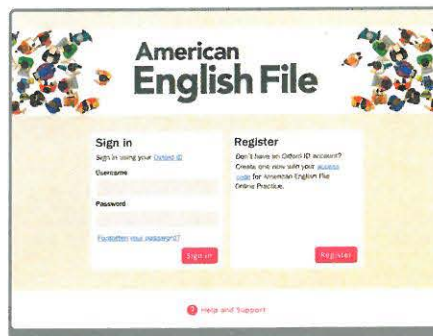 American
English File
Sign in
Sign in using your Oxford ID
Username
Password
Forgotten your password?
Sign in
Register
Don't have an Oxford ID account?
Create one now with your access
code for American English File
Online Practice.
Register
? Help and Support